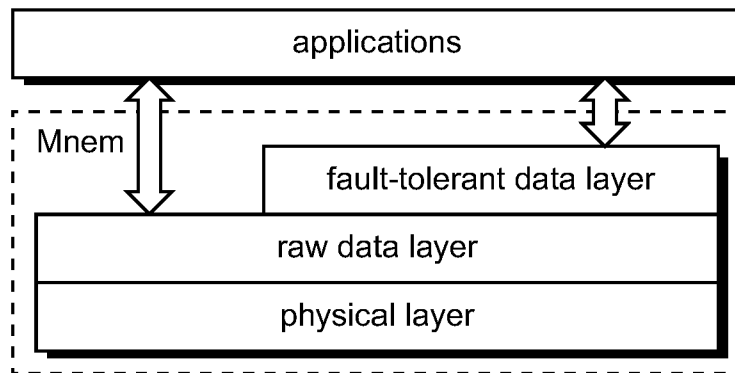 applications
Mnem
fault-tolerant data layer
raw data layer
physical layer